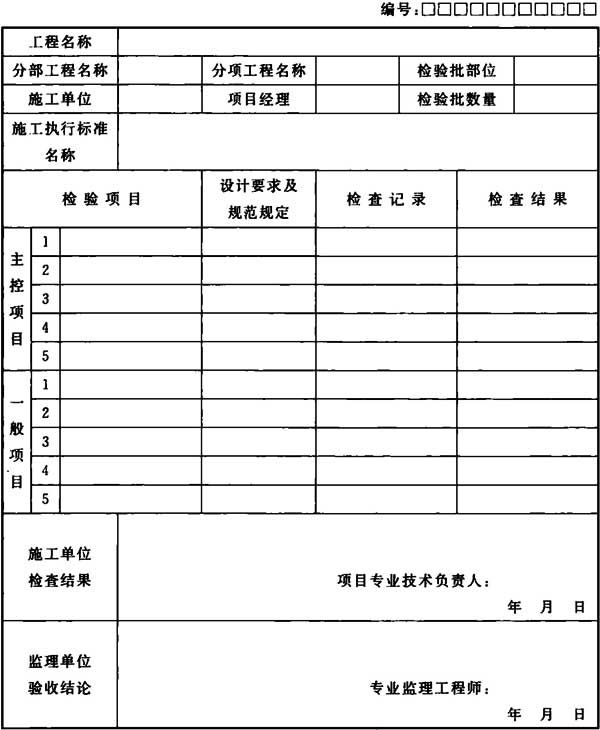 编号:□□□□□□□□□□□
工程名称
分部工程名称 分项工程名称 检验批部位
施工单位 项目经理 检验批数量
施工执行标准
名称
检验项目 设计要求及 检查记录 检查结果
规范规定
主控项目
1
2
3
4
5
一般项目
1
2
3
4
5
施工单位
检查结果 项目专业技术负责人:
年 月 日
监理单位
验收结论 专业监理工程师:
年 月 日